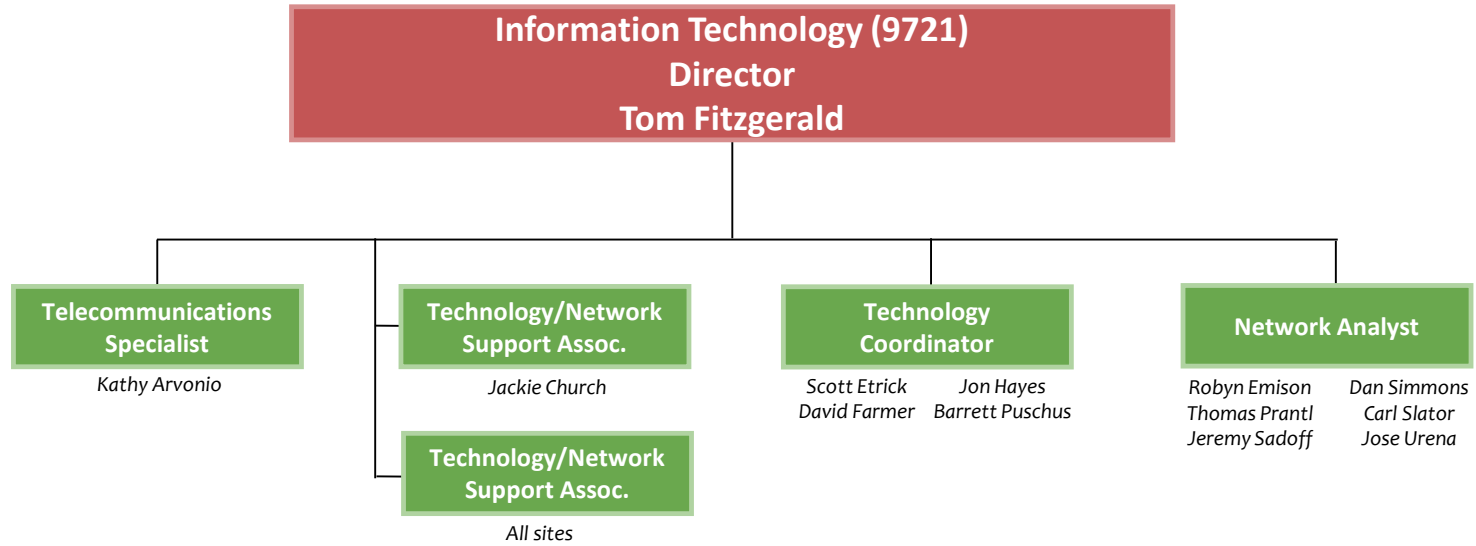 Information Technology (9721)
Director
Tom Fitzgerald
Telecommunications
Specialist
Kathy Arvonio
Technology/Network
Support Assoc.
Jackie Church
Technology/Network
Support Assoc.
All sites
Technology
Coordinator
Scott Etrick Jon Hayes
David Farmer Barrett Puschus
Network Analyst
Robyn Emison Dan Simmons
Thomas Prantl Carl Slator
Jeremy Sadoff Jose Urena